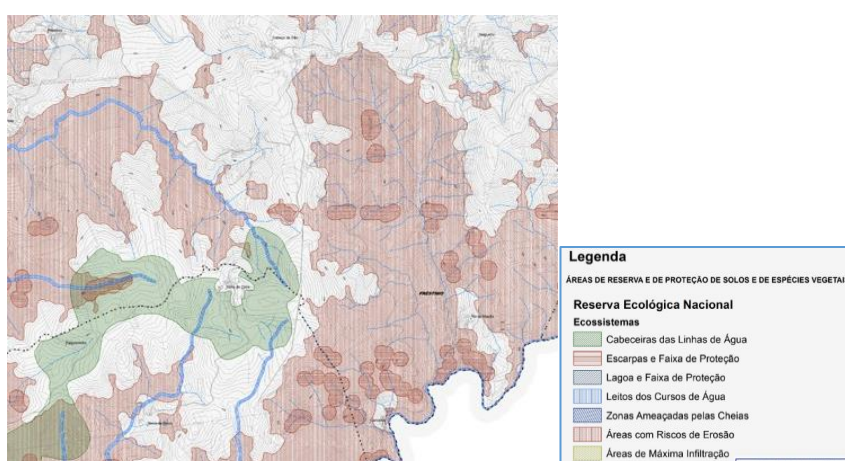 PRÉSTIMO
Legenda
ÁREAS DE RESERVA E DE PROTEÇÃO DE SOLOS E DE ESPÉCIES VEGETAI
Reserva Ecológica Nacional
Ecossistemas
Cabeceiras das Linhas de Água
Escarpas e Faixa de Proteção
Lagoa e Faixa de Proteção
Leitos dos Cursos de Água
Zonas Ameaçadas pelas Cheias
Áreas com Riscos de Erosão
Áreas de Máxima Infiltração